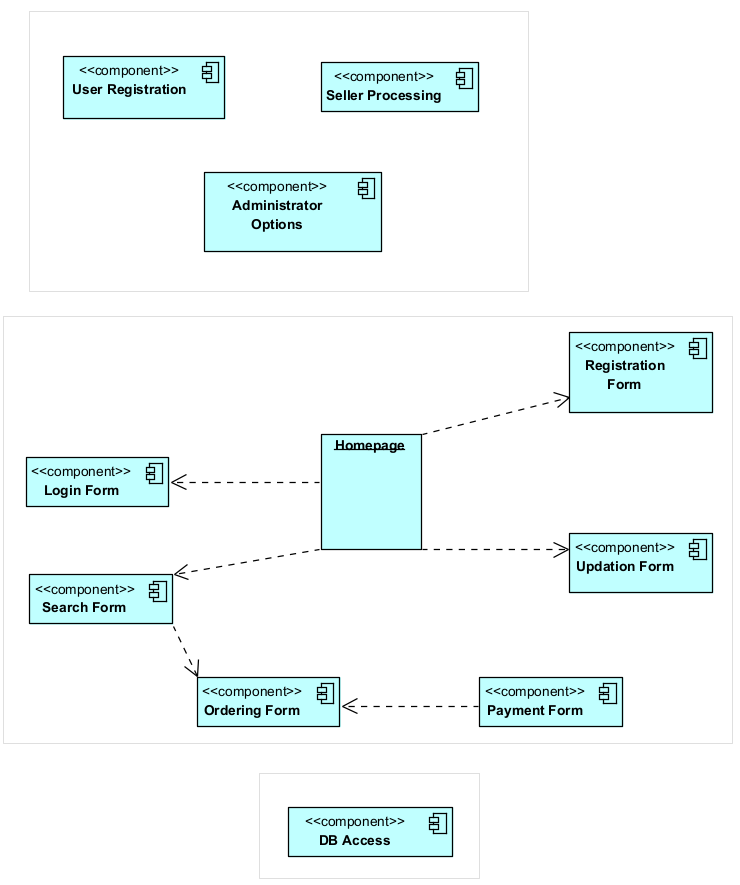 <<component>>
User Registration
<<component>>
Seller Processing
<<component>>
Administrator
Options
<<component>>
Registration
Form
Homepage
<<component>>
Login Form
<<component>>
Updation Form
<<component>>
Search Form
<<component>>
Ordering Form
<<component>>
Payment Form
<<component>>
DB Access